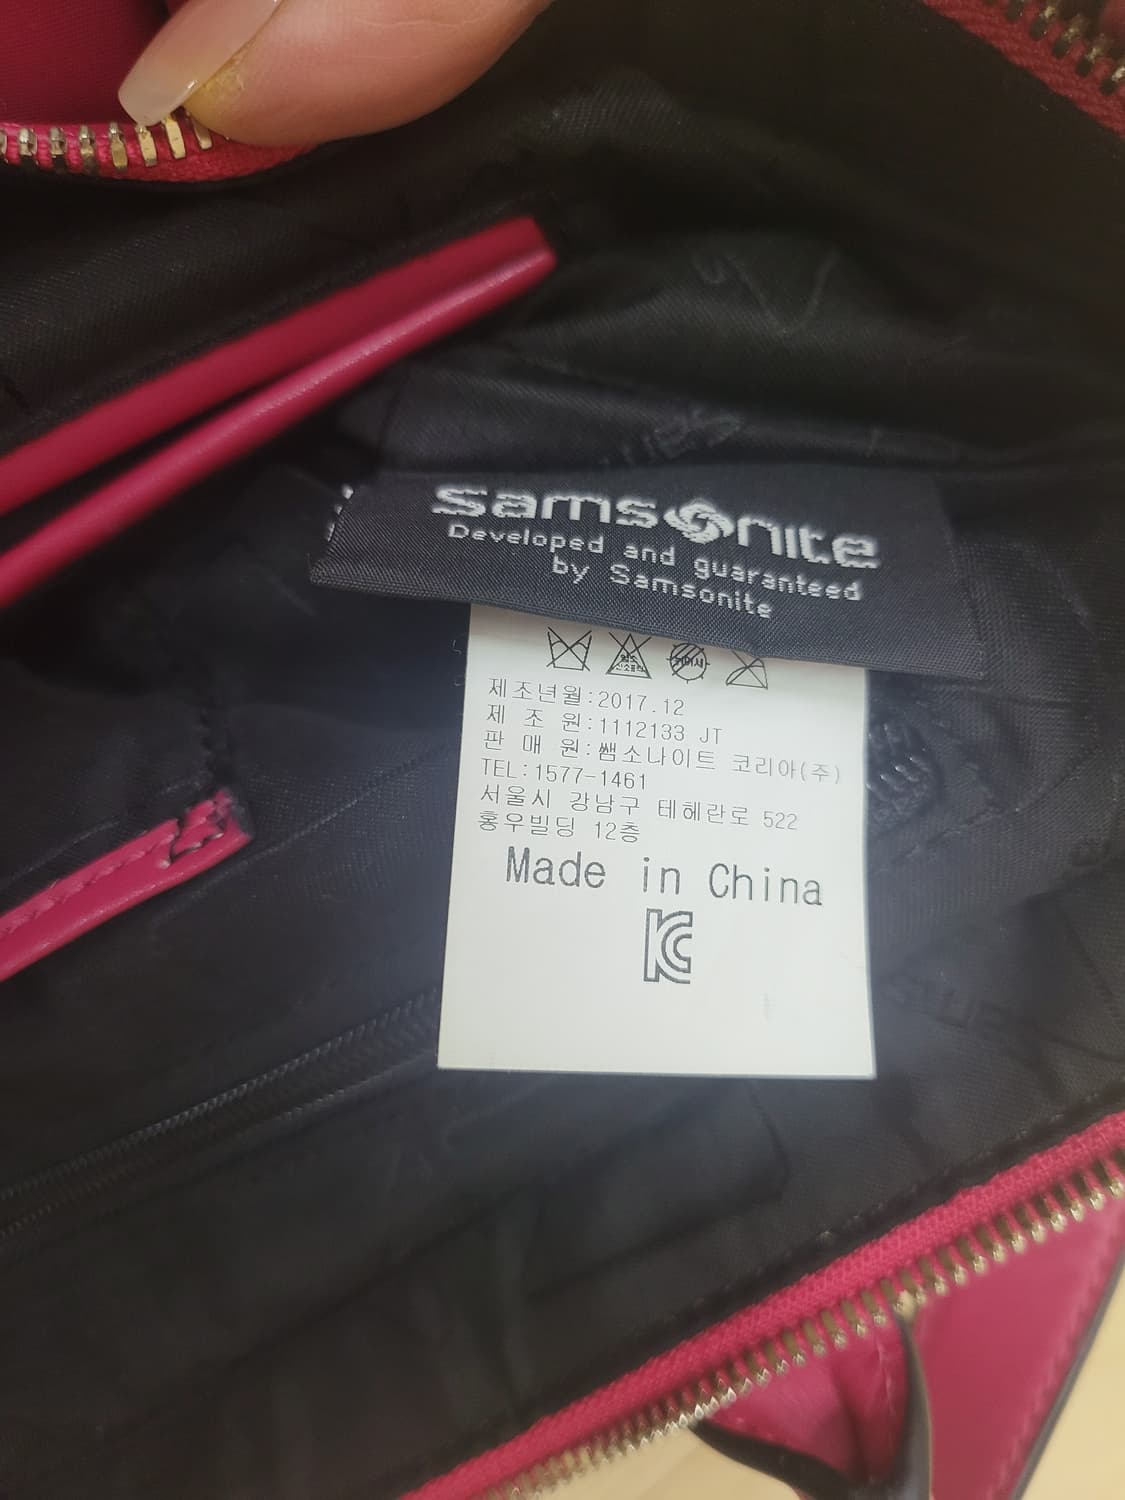 samsonite
Developed and guaranteed
by Samsonite
제조년월:2017.12
제 조 원:1112133 JT
판 매 원:쌤소나이트 코리아(주)
TEL:1577-1461
서울시 강남구 테헤란로 522
홍우빌딩 12층
Made in China
KC